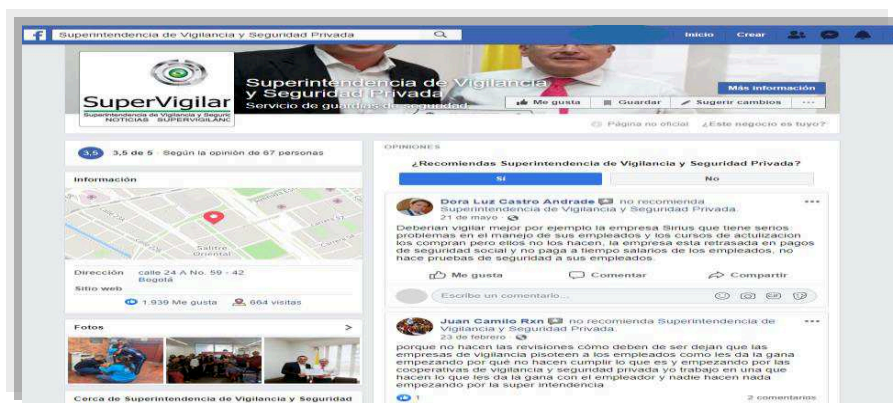 Superintendencia de Vigilancia y Seguridad Privada
Inicio Crear
SuperVigilar
Superintendencia de Vigilancia y Seguric
NOTICIAS SUPERVIGILANC
Superintendencia de Vigilancia
y Seguridad Privada
Servicio de guardias de seguridad
Más información
Me gusta Guardar Sugerir cambios ...
Página no oficial ¿Este negocio es tuyo?
3,5 3,5 de 5 · Según la opinión de 67 personas
Información
Salitre
Oriental
Dirección calle 24 A No. 59 - 42
Bogotá
Sitio web
1.939 Me gusta 664 visitas
Fotos >
Cerca de Superintendencia de Vigilancia y Seguridad
OPINIONES
¿Recomiendas Superintendencia de Vigilancia y Seguridad Privada?
Sí No
Dora Luz Castro Andrade no recomienda
Superintendencia de Vigilancia y Seguridad Privada.
21 de mayo ·
Deberían vigilar mejor por ejemplo la empresa Sirius que tiene serios
problemas en el manejo de sus empleados y los cursos de actulización
los compran pero ellos no los hacen, la empresa esta retrasada en pagos
de seguridad social y no paga a tiempo salarios de los empleados, no
hace pruebas de seguridad a sus empleados.
Me gusta Comentar Compartir
Escribe un comentario...
Juan Camilo Rxn no recomienda Superintendencia de
Vigilancia y Seguridad Privada.
23 de febrero ·
porque no hacen las revisiones cómo deben de ser dejan que las
empresas de vigilancia pisoteen a los empleados como les da la gana
empezando por qué no hacen cumplir lo que es y empezando por las
cooperativas de vigilancia y seguridad privada yo trabajo en una que
hacen lo que les da la gana con el empleador y nadie hacen nada
empezando por la super intendencia
1 2 comentarios